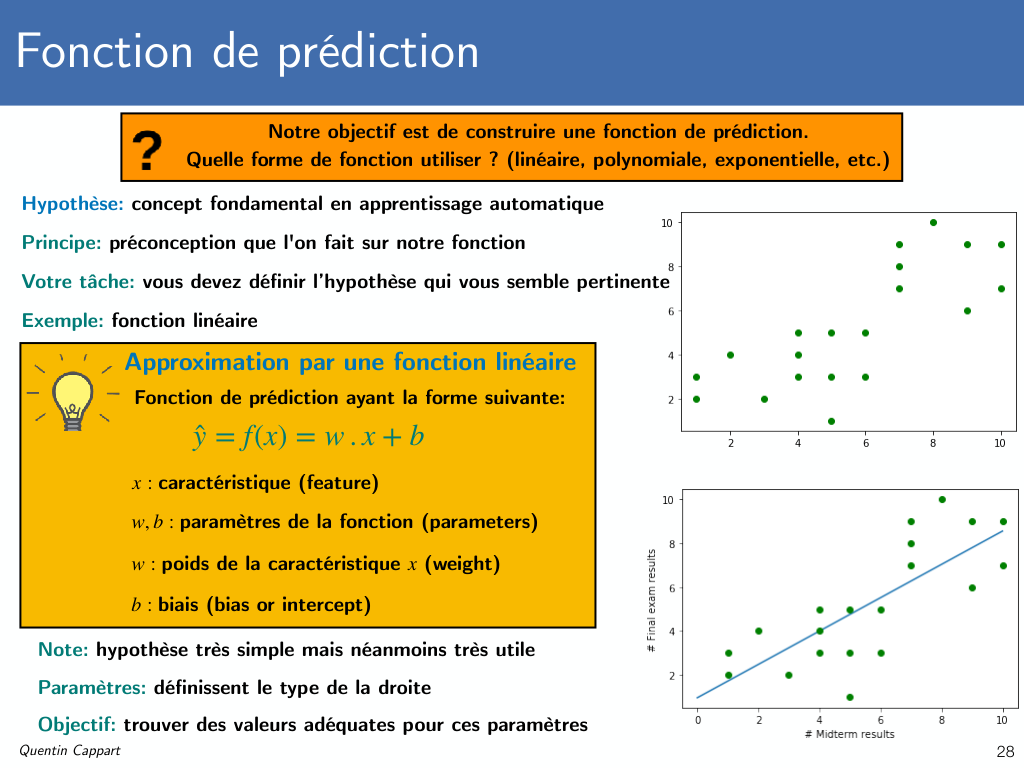 Fonction de prédiction
?
Notre objectif est de construire une fonction de prédiction.
Quelle forme de fonction utiliser ? (linéaire, polynomiale, exponentielle, etc.)
Hypothèse: concept fondamental en apprentissage automatique
Principe: préconception que l'on fait sur notre fonction
Votre tâche: vous devez définir l'hypothèse qui vous semble pertinente
Exemple: fonction linéaire
Approximation par une fonction linéaire
Fonction de prédiction ayant la forme suivante:
ŷ = f(x) = w . x + b
x : caractéristique (feature)
w, b : paramètres de la fonction (parameters)
w : poids de la caractéristique x (weight)
b : biais (bias or intercept)
Note: hypothèse très simple mais néanmoins très utile
Paramètres: définissent le type de la droite
Objectif: trouver des valeurs adéquates pour ces paramètres
10
8
6
4
2
2 4 6 8 10
# Final exam results
10
8
6
4
2
0 2 4 6 8 10
# Midterm results
Quentin Cappart
28